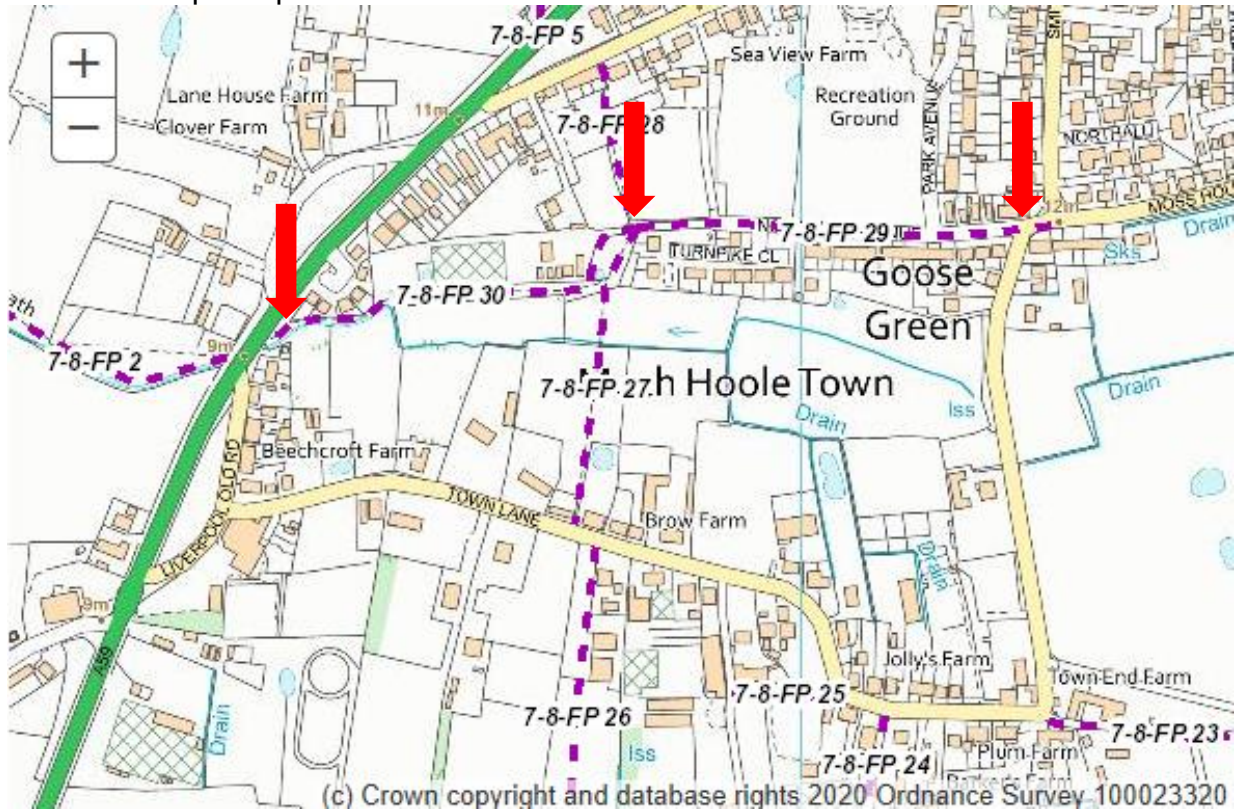 7-8-FP 5
+
−
Sea View Farm
Lane House Farm
Recreation
Ground
11m
Clover Farm
7-8-FP 28
PARK AVENUE
MOSS
12m
7-8-FP 29
TURNPIKE CL
Drain
Sks
Goose
Green
7-8-FP 30
7-8-FP 2
9m
7-8-FP 27
h Hoole Town
Drain
Iss
Drain
Beechcroft Farm
LIVERPOOL OLD RD
TOWN LANE
Brow Farm
Drain
9m
A59
Jolly's Farm
Town End Farm
7-8-FP 25
7-8-FP 26
7-8-FP 23
Drain
Iss
Plum Farm
7-8-FP 24
(c) Crown copyright and database rights 2020 Ordnance Survey 100023320